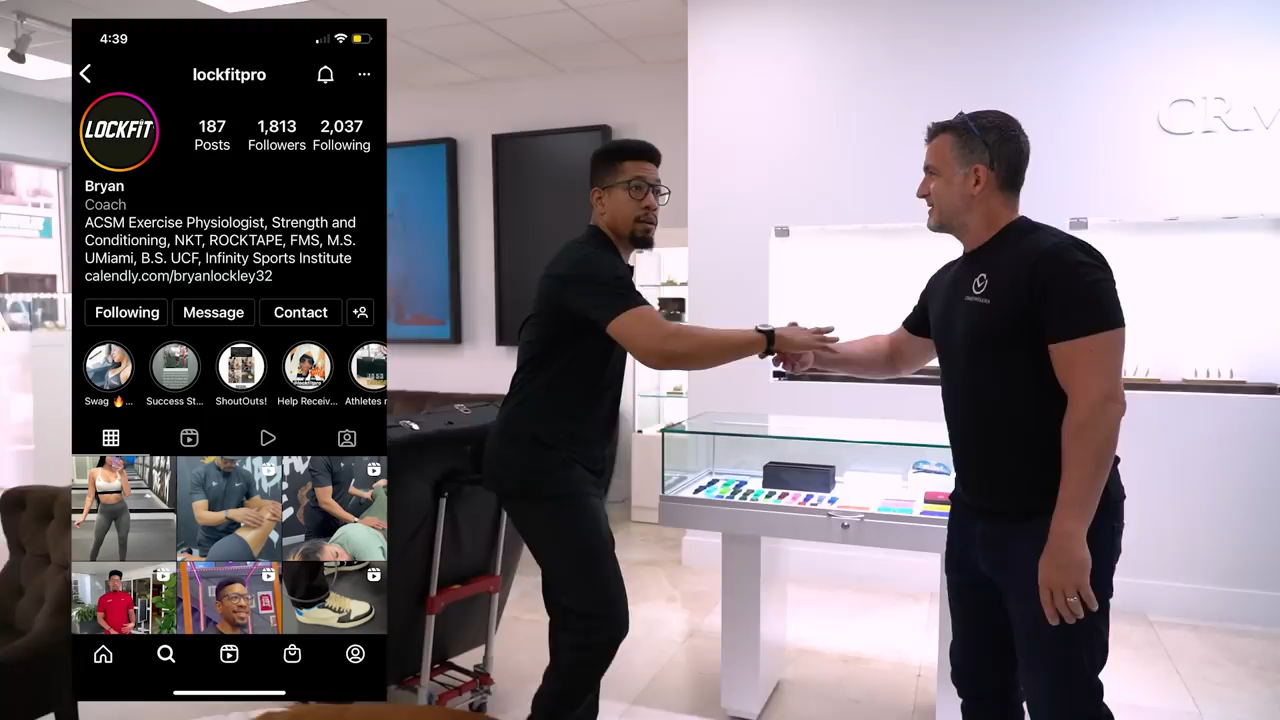 4:39
lockfitpro
LOCKFIT
187
1,813
2,037
Posts
Followers
Following
Bryan
Coach
ACSM Exercise Physiologist, Strength and
Conditioning, NKT, ROCKTAPE, FMS, M.S.
UMiami, B.S. UCF, Infinity Sports Institute
calendly.com/bryanlockley32
Following
Message
Contact
Swag 🔥...
Success St...
ShoutOuts!
Help Receiv...
Athletes
CRM